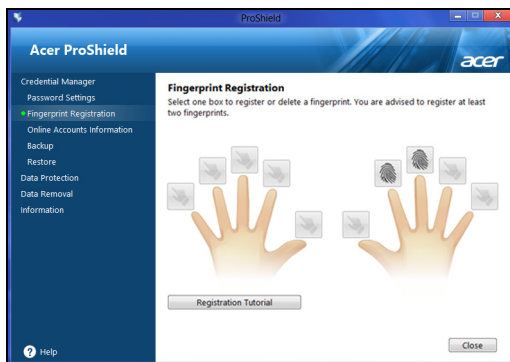 ProShield
Acer ProShield
acer
Credential Manager
Password Settings
Fingerprint Registration
Online Accounts Information
Backup
Restore
Data Protection
Data Removal
Information
Fingerprint Registration
Select one box to register or delete a fingerprint. You are advised to register at least
two fingerprints.
Registration Tutorial
? Help
Close